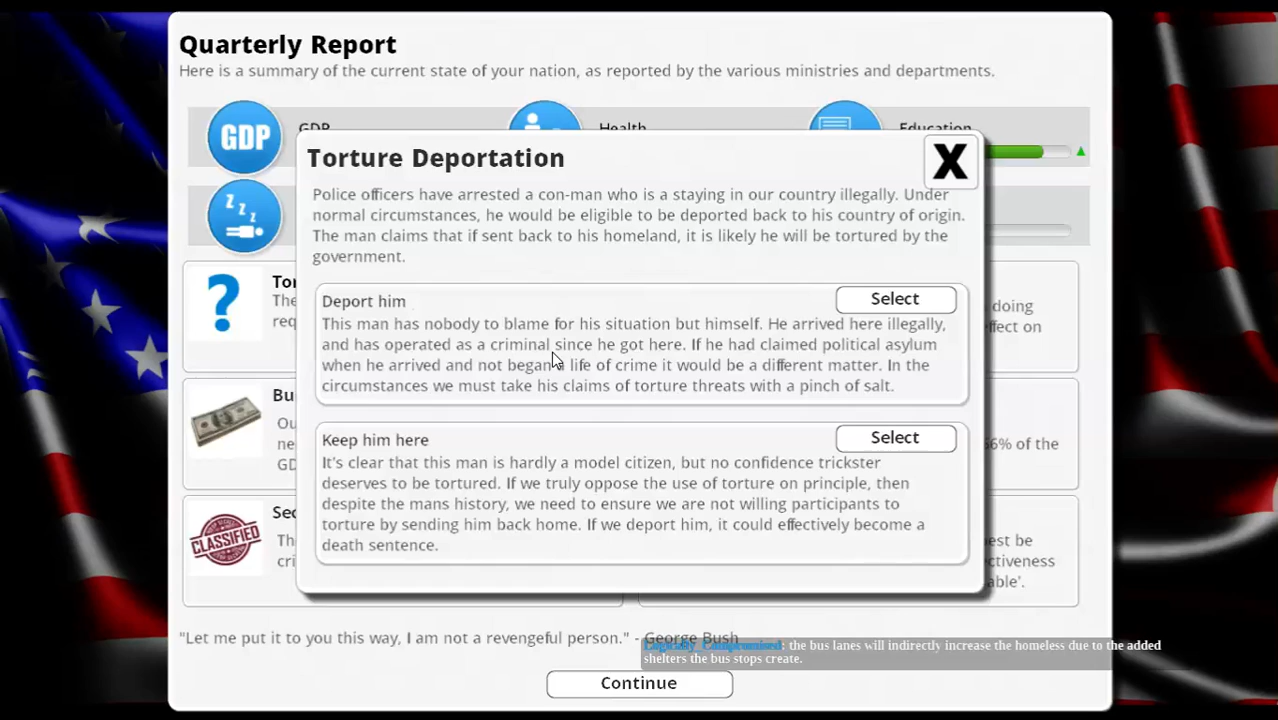 Quarterly Report
Here is a summary of the current state of your nation, as reported by the various ministries and departments.
GDP
GDP
Health
Education
Torture Deportation
X
Police officers have arrested a con-man who is a staying in our country illegally. Under
normal circumstances, he would be eligible to be deported back to his country of origin.
The man claims that if sent back to his homeland, it is likely he will be tortured by the
government.
Deport him
Select
This man has nobody to blame for his situation but himself. He arrived here illegally,
and has operated as a criminal since he got here. If he had claimed political asylum
when he arrived and not began a life of crime it would be a different matter. In the
circumstances we must take his claims of torture threats with a pinch of salt.
Keep him here
Select
It's clear that this man is hardly a model citizen, but no confidence trickster
deserves to be tortured. If we truly oppose the use of torture on principle, then
despite the mans history, we need to ensure we are not willing participants to
torture by sending him back home. If we deport him, it could effectively become a
death sentence.
z z z
?
Tor
The
req
doing
effect on
Bu
Ou
ne
GD
6% of the
CLASSIFIED
Sec
Th
cri
est be
ctiveness
able'.
"Let me put it to you this way, I am not a revengeful person." - George Bush
Logically_Compromised: the bus lanes will indirectly increase the homeless due to the added
shelters the bus stops create.
Continue